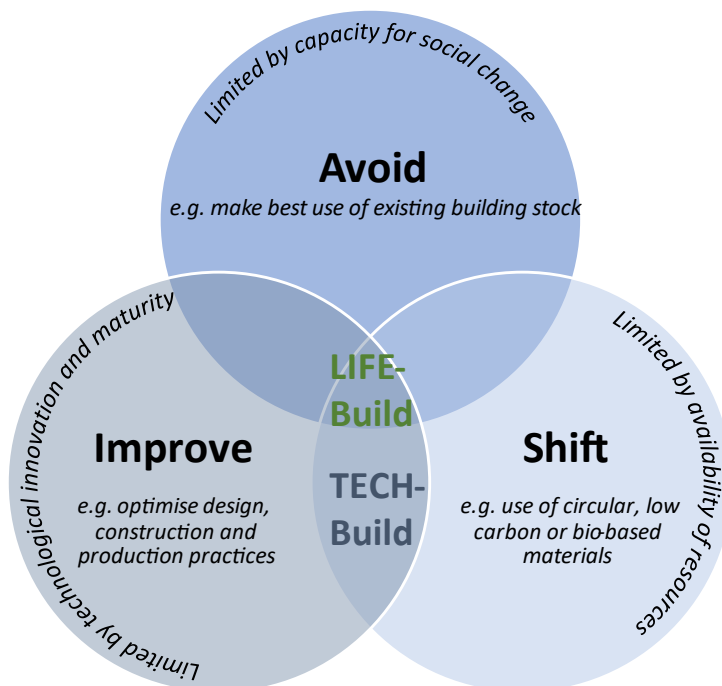 Limited by capacity for social change
Avoid
e.g. make best use of existing building stock
Limited by technological innovation and maturity
Limited by availability of resources
LIFE-
Build
Improve
e.g. optimise design,
construction and
production practices
TECH-
Build
Shift
e.g. use of circular, low
carbon or bio-based
materials